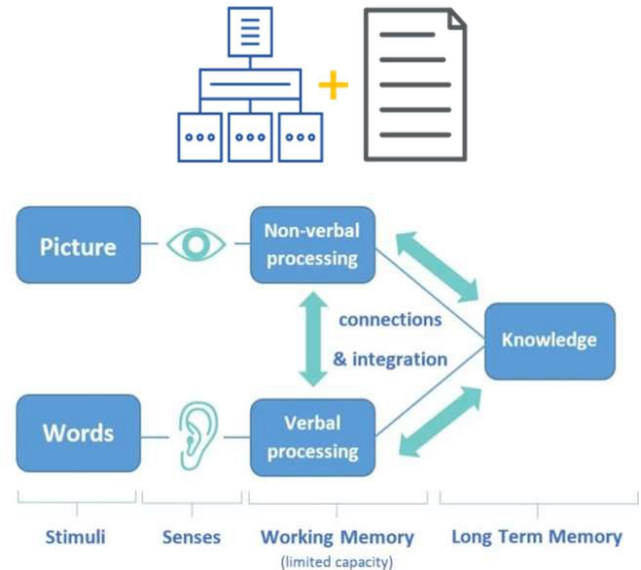 Picture
Non-verbal
processing
connections
& integration
Knowledge
Words
Verbal
processing
Stimuli
Senses
Working Memory
(limited capacity)
Long Term Memory